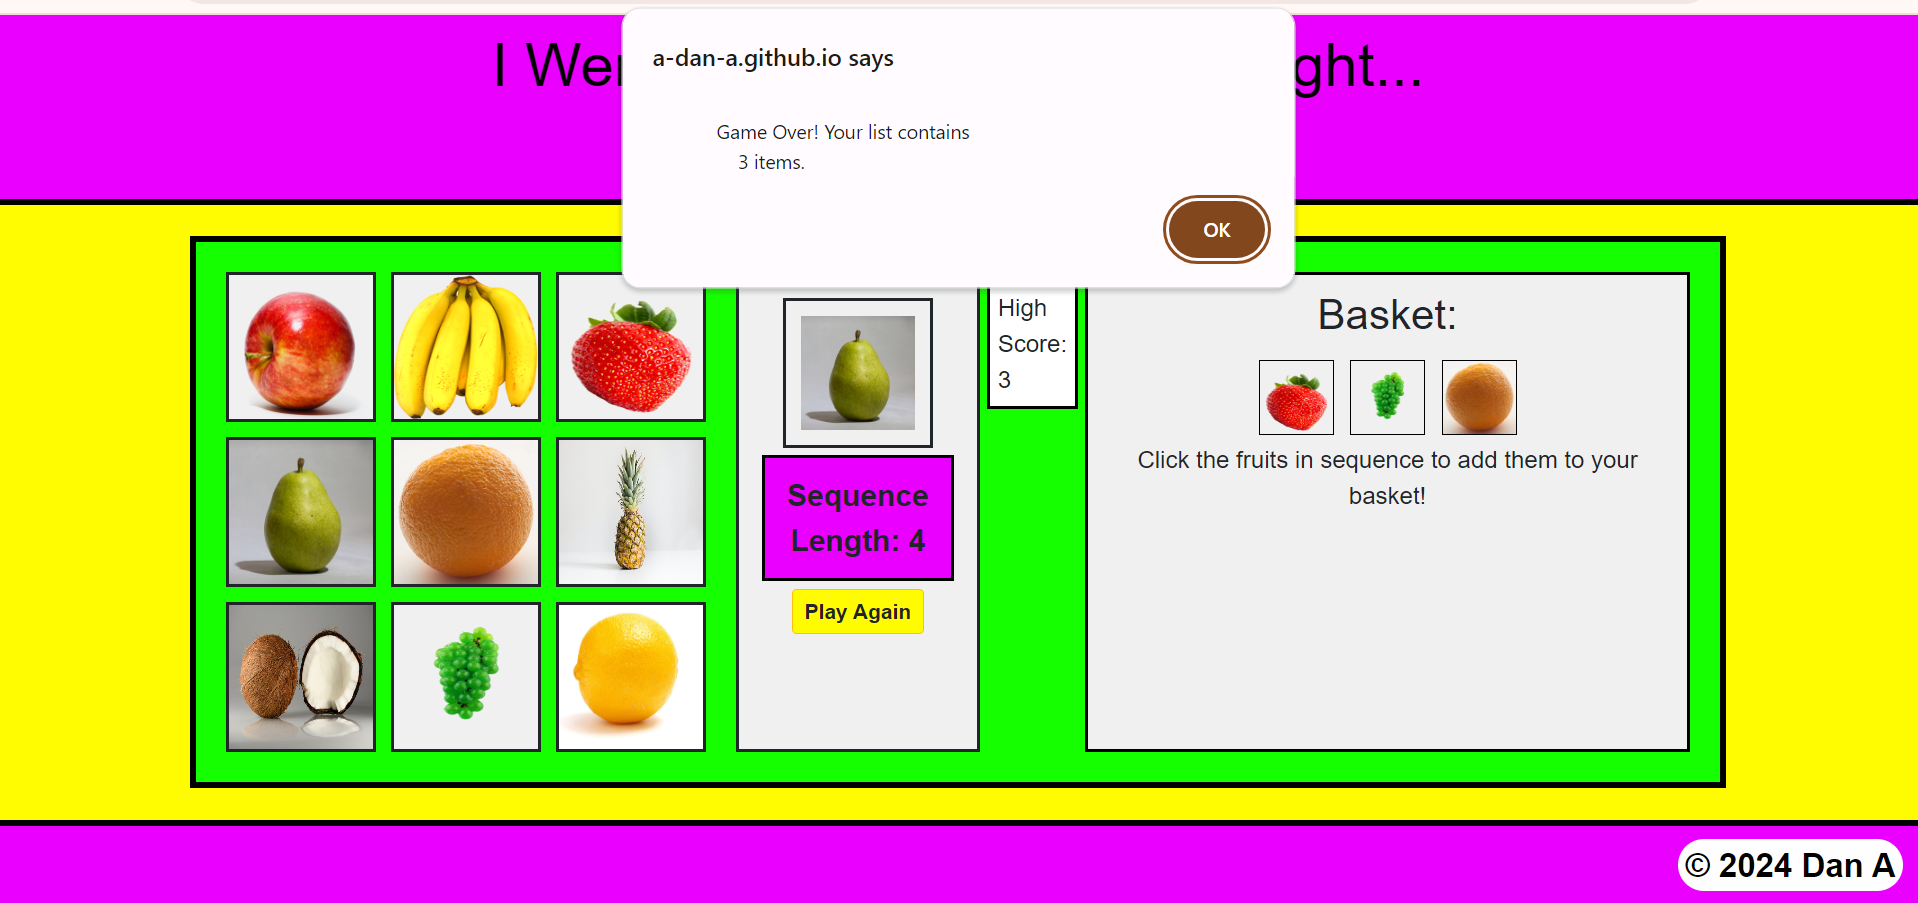 I We
ght...
a-dan-a.github.io says
Game Over! Your list contains
3 items.
OK
Sequence
Length: 4
Play Again
High
Score:
3
Basket:
Click the fruits in sequence to add them to your
basket!
© 2024 Dan A